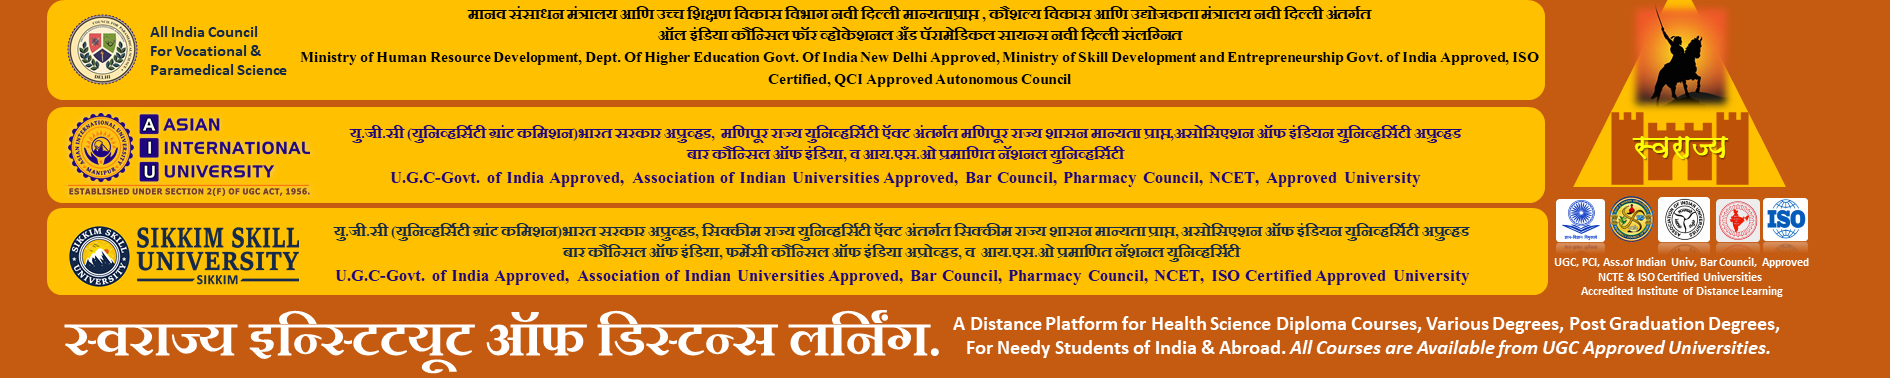 All India Council
For Vocational &
Paramedical Science
मानव संसाधन मंत्रालय आणि उच्च शिक्षण विकास विभाग नवी दिल्ली मान्यताप्राप्त , कौशल्य विकास आणि उद्योजकता मंत्रालय नवी दिल्ली अंतर्गत
ऑल इंडिया कौन्सिल फॉर व्होकेशनल अँड पॅरामेडिकल सायन्स नवी दिल्ली संलग्नित
Ministry of Human Resource Development, Dept. Of Higher Education Govt. Of India New Delhi Approved, Ministry of Skill Development and Entrepreneurship Govt. of India Approved, ISO
Certified, QCI Approved Autonomous Council
ASIAN INTERNATIONAL UNIVERSITY
MANIPUR
A I U
ASIAN
INTERNATIONAL
UNIVERSITY
ESTABLISHED UNDER SECTION 2(F) OF UGC ACT, 1956.
यु.जी.सी (युनिव्हर्सिटी ग्रांट कमिशन)भारत सरकार अप्रुव्हड, मणिपूर राज्य युनिव्हर्सिटी ऍक्ट अंतर्गत मणिपूर राज्य शासन मान्यता प्राप्त,असोसिएशन ऑफ इंडियन युनिव्हर्सिटी अप्रुव्हड
बार कौन्सिल ऑफ इंडिया, व आय.एस.ओ प्रमाणित नॅशनल युनिव्हर्सिटी
U.G.C-Govt. of India Approved, Association of Indian Universities Approved, Bar Council, Pharmacy Council, NCET, Approved University
SIKKIM SKILL UNIVERSITY
SIKKIM SKILL
UNIVERSITY
SIKKIM
यु.जी.सी (युनिव्हर्सिटी ग्रांट कमिशन)भारत सरकार अप्रुव्हड, सिक्कीम राज्य युनिव्हर्सिटी ऍक्ट अंतर्गत सिक्कीम राज्य शासन मान्यता प्राप्त, असोसिएशन ऑफ इंडियन युनिव्हर्सिटी अप्रुव्हड
बार कौन्सिल ऑफ इंडिया, फर्मेसी कौन्सिल ऑफ इंडिया अप्रोव्हड, व आय.एस.ओ प्रमाणित नॅशनल युनिव्हर्सिटी
U.G.C-Govt. of India Approved, Association of Indian Universities Approved, Bar Council, Pharmacy Council, NCET, ISO Certified Approved University
स्वराज्य
ISO
UGC, PCI, Ass.of Indian Univ, Bar Council, Approved
NCTE & ISO Certified Universities
Accredited Institute of Distance Learning
स्वराज्य इन्स्टिटयूट ऑफ डिस्टन्स लर्निंग.
A Distance Platform for Health Science Diploma Courses, Various Degrees, Post Graduation Degrees,
For Needy Students of India & Abroad. All Courses are Available from UGC Approved Universities.